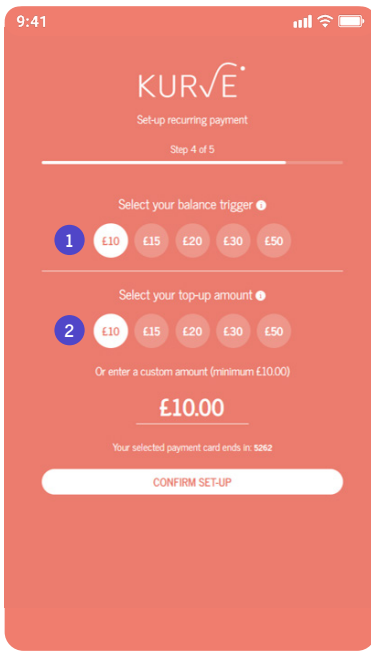 9:41
KURVE
Set-up recurring payment
Step 4 of 5
Select your balance trigger i
1 £10 £15 £20 £30 £50
Select your top-up amount i
2 £10 £15 £20 £30 £50
Or enter a custom amount (minimum £10.00)
£10.00
Your selected payment card ends in: 5262
CONFIRM SET-UP